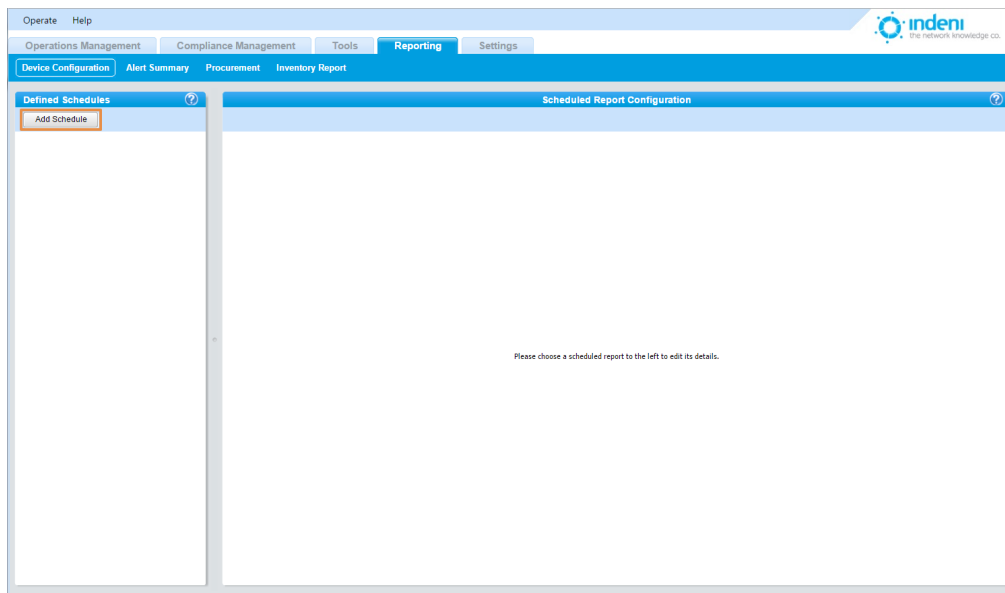 Operate Help
indeni
the network knowledge co.
Operations Management Compliance Management Tools Reporting Settings
Device Configuration Alert Summary Procurement Inventory Report
Defined Schedules ?
Scheduled Report Configuration ?
Add Schedule
Please choose a scheduled report to the left to edit its details.